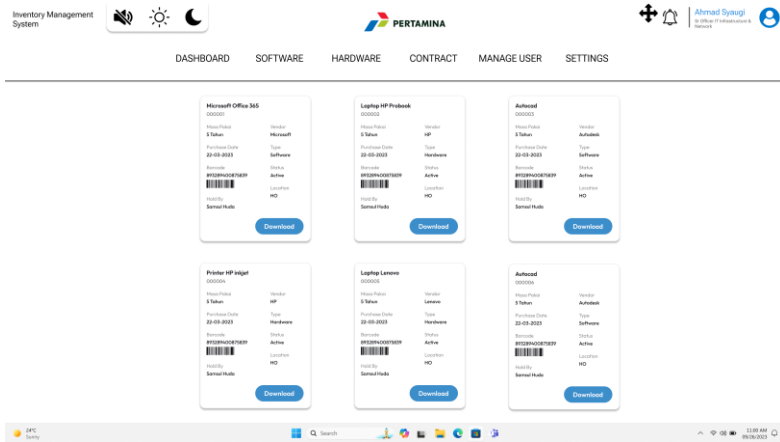 Inventory Management
System
PERTAMINA
Ahmad Syaugi
Sr. Officer IT Infrastructure &
Network
DASHBOARD SOFTWARE HARDWARE CONTRACT MANAGE USER SETTINGS
Microsoft Office 365
000001
Masa Pakai Vendor
5 Tahun Microsoft
Purchase Date Type
22-03-2023 Software
Barcode Status
893289400875839 Active
Location
HO
Hold By
Samsul Huda
Download
Laptop HP Probook
000002
Masa Pakai Vendor
5 Tahun HP
Purchase Date Type
22-03-2023 Hardware
Barcode Status
893289400875839 Active
Location
HO
Hold By
Samsul Huda
Download
Autocad
000003
Masa Pakai Vendor
5 Tahun Autodesk
Purchase Date Type
22-03-2023 Software
Barcode Status
893289400875839 Active
Location
HO
Hold By
Samsul Huda
Download
Printer HP inkjet
000004
Masa Pakai Vendor
5 Tahun HP
Purchase Date Type
22-03-2023 Hardware
Barcode Status
893289400875839 Active
Location
HO
Hold By
Samsul Huda
Download
Laptop Lenovo
000005
Masa Pakai Vendor
5 Tahun Lenovo
Purchase Date Type
22-03-2023 Hardware
Barcode Status
893289400875839 Active
Location
HO
Hold By
Samsul Huda
Download
Autocad
000006
Masa Pakai Vendor
5 Tahun Autodesk
Purchase Date Type
22-03-2023 Software
Barcode Status
893289400875839 Active
Location
HO
Hold By
Samsul Huda
Download
24°C
Sunny
Search
11:00 AM
09/26/2023